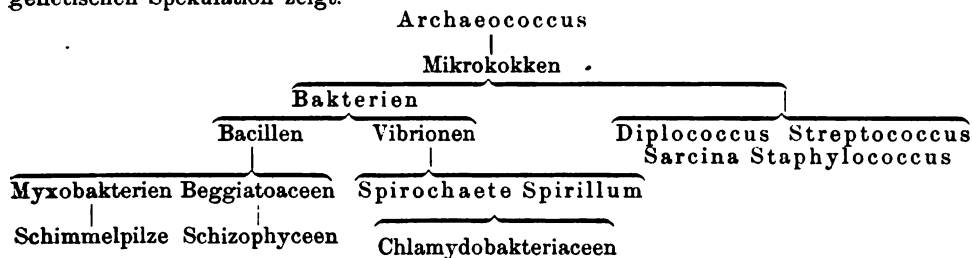 genetischen Spekulation zeigt.
Archaeococcus
Mikrokokken
Bakterien
Bacillen Vibrionen Diplococcus Streptococcus
Sarcina Staphylococcus
Myxobakterien Beggiatoaceen Spirochaete Spirillum
Schimmelpilze Schizophyceen Chlamydobakteriaceen